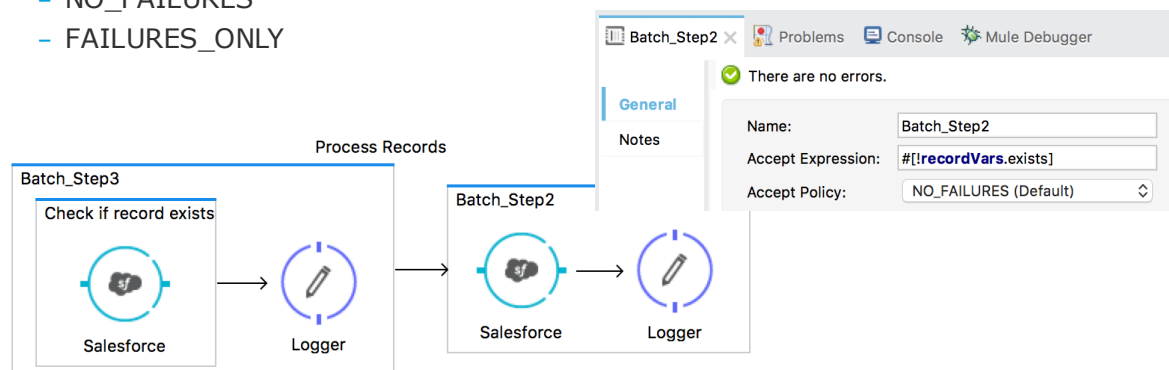 – NO_FAILURES
– FAILURES_ONLY
Batch_Step2 Problems Console Mule Debugger
There are no errors.
General
Notes
Name: Batch_Step2
Accept Expression: #[!recordVars.exists]
Accept Policy: NO_FAILURES (Default)
Process Records
Batch_Step3
Check if record exists
Salesforce
Logger
Batch_Step2
Salesforce
Logger